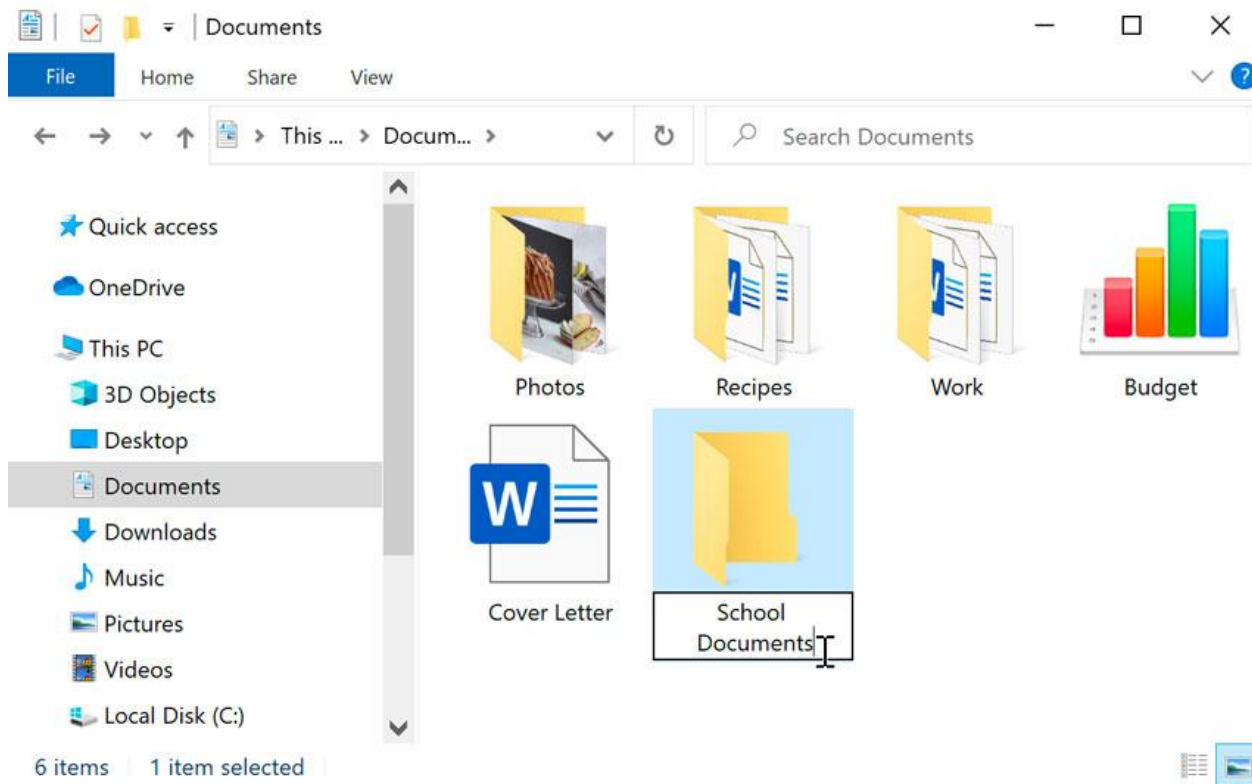 Documents
File Home Share View
?
This ... > Docum... >
Search Documents
Quick access
OneDrive
This PC
3D Objects
Desktop
Documents
Downloads
Music
Pictures
Videos
Local Disk (C:)
Photos Recipes Work Budget
W
Cover Letter
School
Documents
6 items 1 item selected